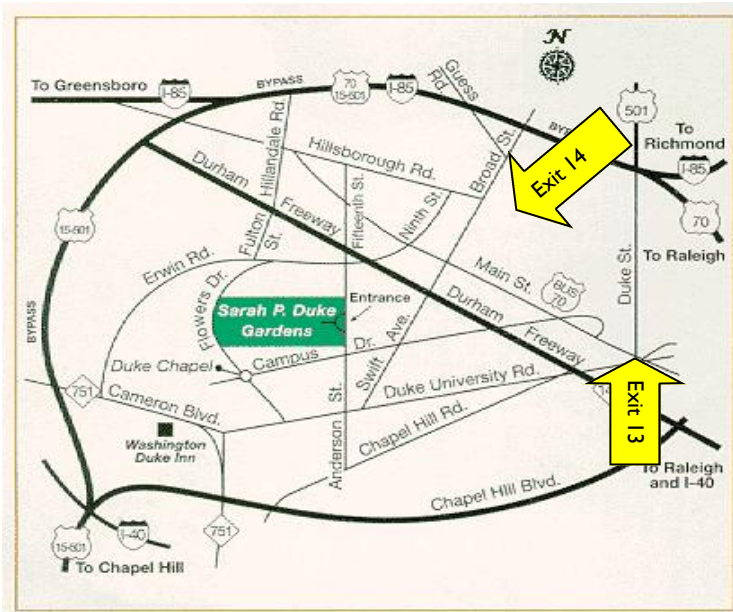 N
To Greensboro
I-85
BYPASS
70
15-501
I-85
Guess
Rd.
501
To
Richmond
I-85
70
To Raleigh
Hillandale Rd.
Hillsborough Rd.
Broad St.
Exit 14
Durham
Freeway
Fulton
St.
Fifteenth St.
Ninth St.
15-501
Erwin Rd.
Flowers Dr.
Main St.
BUS
70
Duke St.
BYPASS
Sarah P. Duke
Gardens
Entrance
Durham
Freeway
Duke Chapel
Campus
Dr.
Swift
Ave.
751
Cameron Blvd.
Duke University Rd.
Exit 13
Washington
Duke Inn
Anderson
St.
Chapel Hill Rd.
To Raleigh
and I-40
Chapel Hill Blvd.
751
15-501
I-40
To Chapel Hill